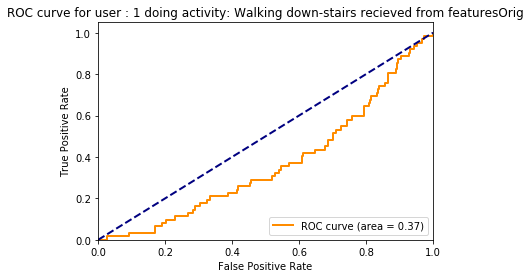 ROC curve for user : 1 doing activity: Walking down-stairs recieved from featuresOrig
True Positive Rate
1.0
0.8
0.6
0.4
0.2
0.0
ROC curve (area = 0.37)
0.0 0.2 0.4 0.6 0.8 1.0
False Positive Rate